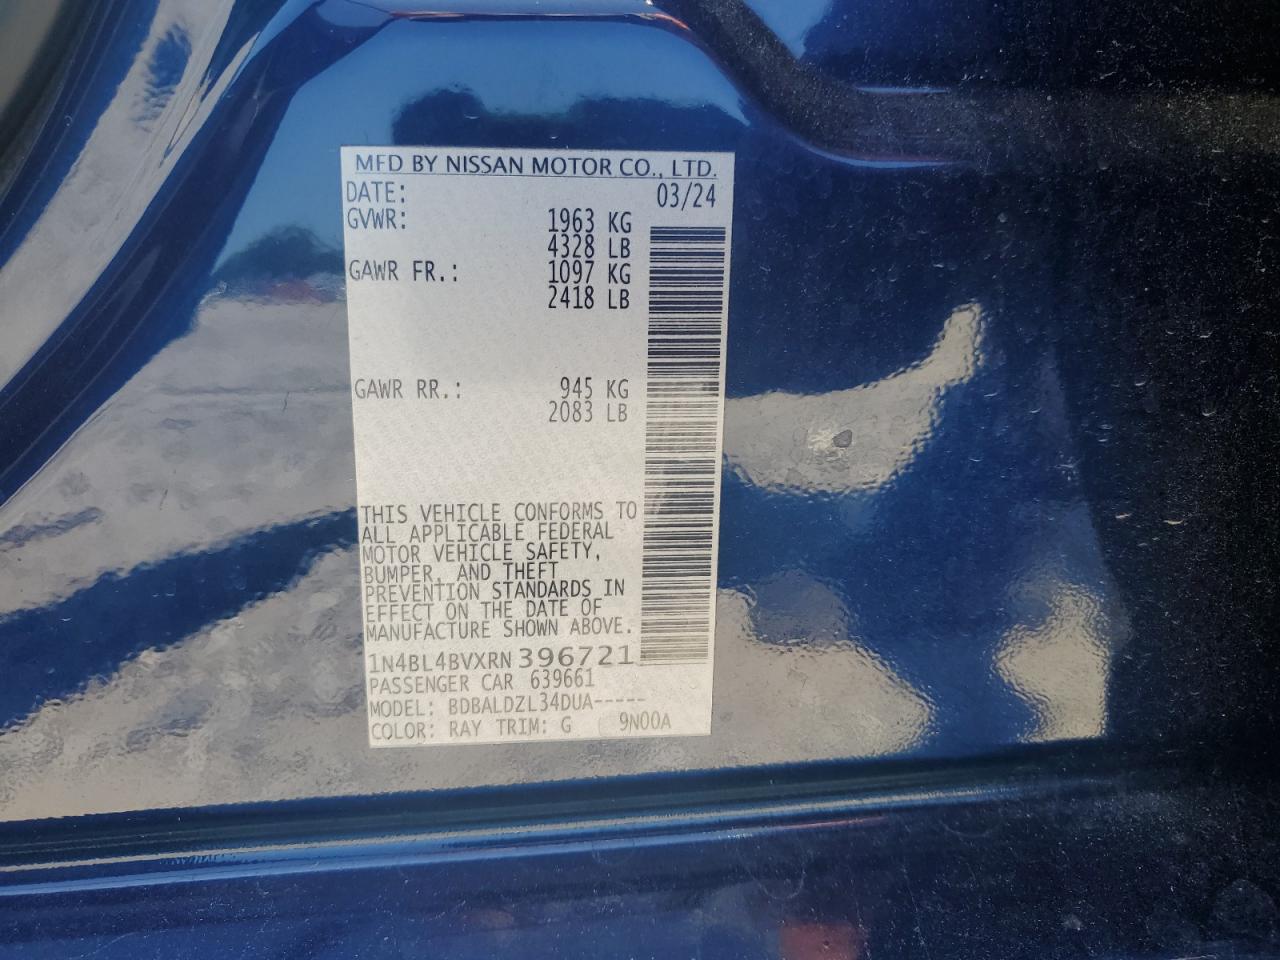 MFD BY NISSAN MOTOR CO., LTD.
DATE: 03/24
GVWR: 1963 KG
4328 LB
GAWR FR.: 1097 KG
2418 LB
GAWR RR.: 945 KG
2083 LB
THIS VEHICLE CONFORMS TO
ALL APPLICABLE FEDERAL
MOTOR VEHICLE SAFETY,
BUMPER, AND THEFT
PREVENTION STANDARDS IN
EFFECT ON THE DATE OF
MANUFACTURE SHOWN ABOVE.
1N4BL4BVXRN396721
PASSENGER CAR 639661
MODEL: BDBALDZL34DUA-----
COLOR: RAY TRIM: G 9N00A